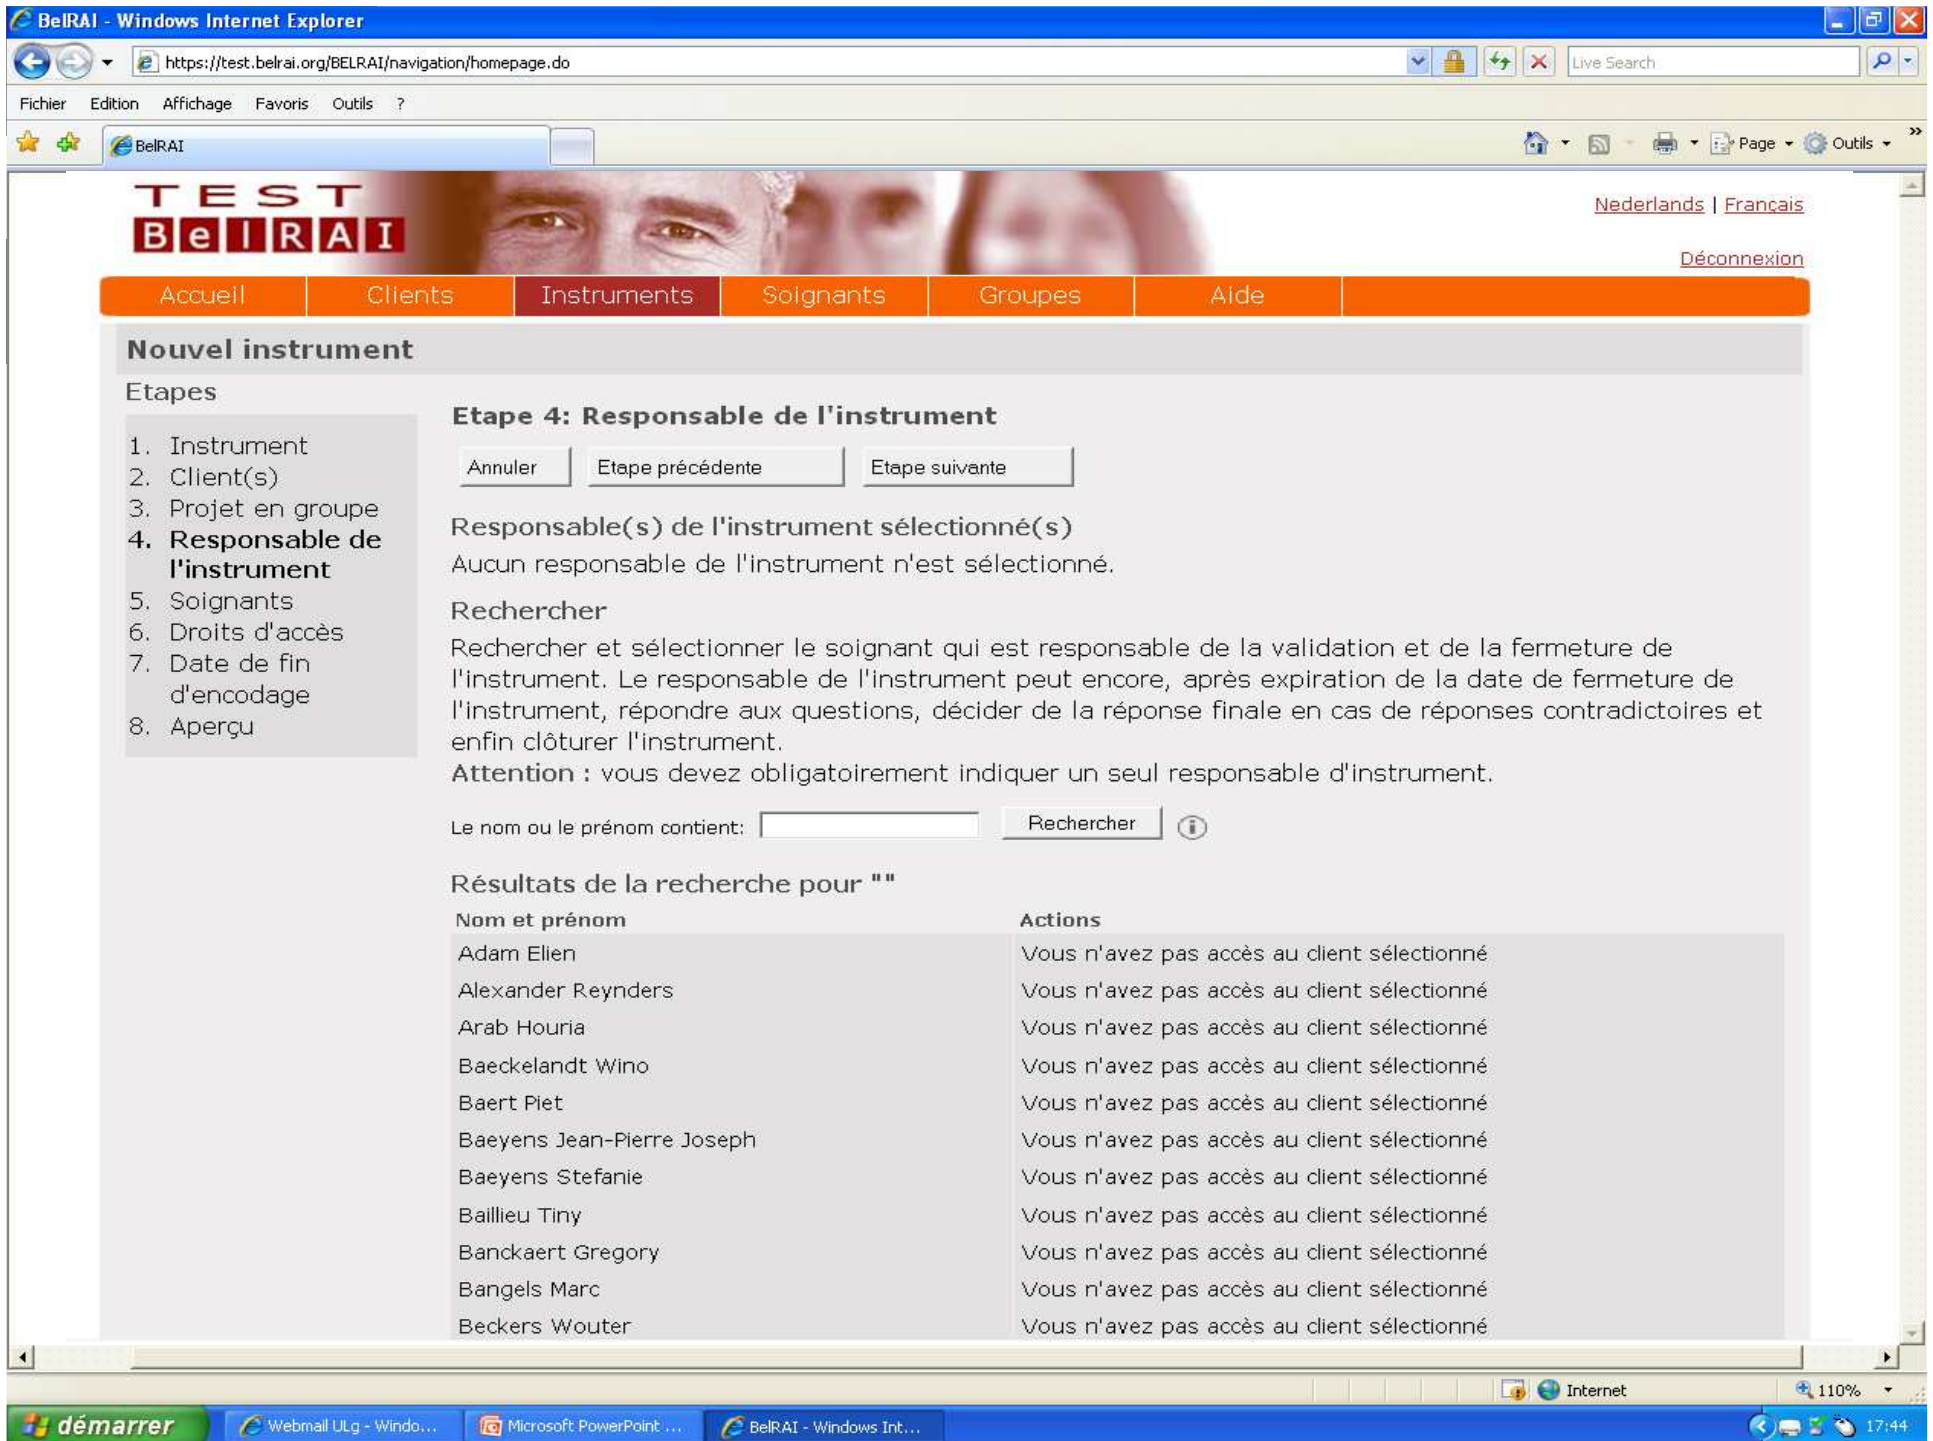 BelRAI - Windows Internet Explorer
https://test.belrai.org/BELRAI/navigation/homepage.do
Live Search
Fichier Edition Affichage Favoris Outils ?
BelRAI
Page Outils »
TEST
BelRAI
Nederlands | Français
Déconnexion
Accueil Clients Instruments Soignants Groupes Aide
Nouvel instrument
Etapes
1. Instrument
2. Client(s)
3. Projet en groupe
4. Responsable de
l'instrument
5. Soignants
6. Droits d'accès
7. Date de fin
d'encodage
8. Aperçu
Etape 4: Responsable de l'instrument
Annuler Etape précédente Etape suivante
Responsable(s) de l'instrument sélectionné(s)
Aucun responsable de l'instrument n'est sélectionné.
Rechercher
Rechercher et sélectionner le soignant qui est responsable de la validation et de la fermeture de
l'instrument. Le responsable de l'instrument peut encore, après expiration de la date de fermeture de
l'instrument, répondre aux questions, décider de la réponse finale en cas de réponses contradictoires et
enfin clôturer l'instrument.
Attention : vous devez obligatoirement indiquer un seul responsable d'instrument.
Le nom ou le prénom contient: Rechercher i
Résultats de la recherche pour ""
Nom et prénom Actions
Adam Elien Vous n'avez pas accès au client sélectionné
Alexander Reynders Vous n'avez pas accès au client sélectionné
Arab Houria Vous n'avez pas accès au client sélectionné
Baeckelandt Wino Vous n'avez pas accès au client sélectionné
Baert Piet Vous n'avez pas accès au client sélectionné
Baeyens Jean-Pierre Joseph Vous n'avez pas accès au client sélectionné
Baeyens Stefanie Vous n'avez pas accès au client sélectionné
Baillieu Tiny Vous n'avez pas accès au client sélectionné
Banckaert Gregory Vous n'avez pas accès au client sélectionné
Bangels Marc Vous n'avez pas accès au client sélectionné
Beckers Wouter Vous n'avez pas accès au client sélectionné
Internet 110%
démarrer Webmail ULg - Windo... Microsoft PowerPoint ... BelRAI - Windows Int... 17:44